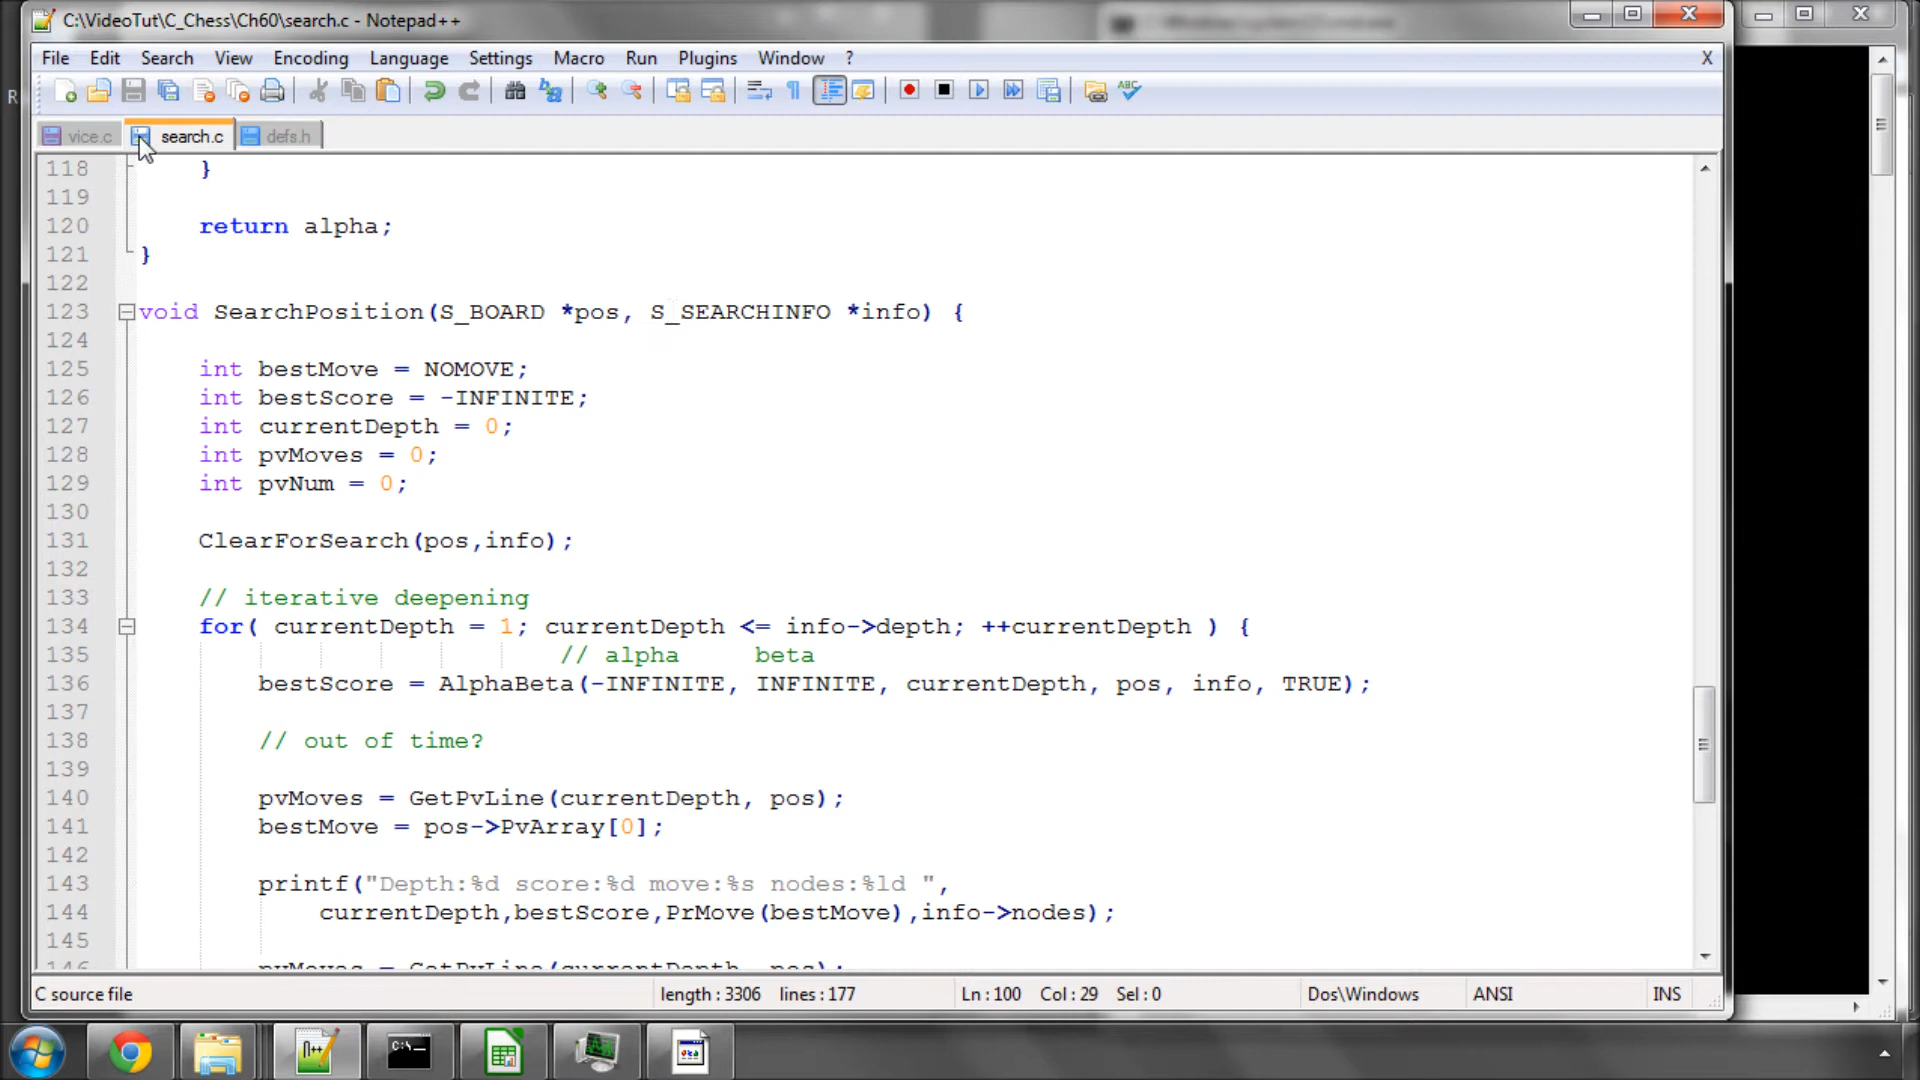 C:\VideoTut\C_Chess\Ch60\search.c - Notepad++
File Edit Search View Encoding Language Settings Macro Run Plugins Window ? X
vice.c search.c defs.h
118 }
119
120 return alpha;
121 }
122
123 void SearchPosition(S_BOARD *pos, S_SEARCHINFO *info) {
124
125 int bestMove = NOMOVE;
126 int bestScore = -INFINITE;
127 int currentDepth = 0;
128 int pvMoves = 0;
129 int pvNum = 0;
130
131 ClearForSearch(pos,info);
132
133 // iterative deepening
134 for( currentDepth = 1; currentDepth <= info->depth; ++currentDepth ) {
135 // alpha beta
136 bestScore = AlphaBeta(-INFINITE, INFINITE, currentDepth, pos, info, TRUE);
137
138 // out of time?
139
140 pvMoves = GetPvLine(currentDepth, pos);
141 bestMove = pos->PvArray[0];
142
143 printf("Depth:%d score:%d move:%s nodes:%ld ",
144 currentDepth,bestScore,PrMove(bestMove),info->nodes);
145
146 pvMoves = GetPvLine(currentDepth, pos);
C source file length : 3306 lines : 177 Ln : 100 Col : 29 Sel : 0 Dos\Windows ANSI INS